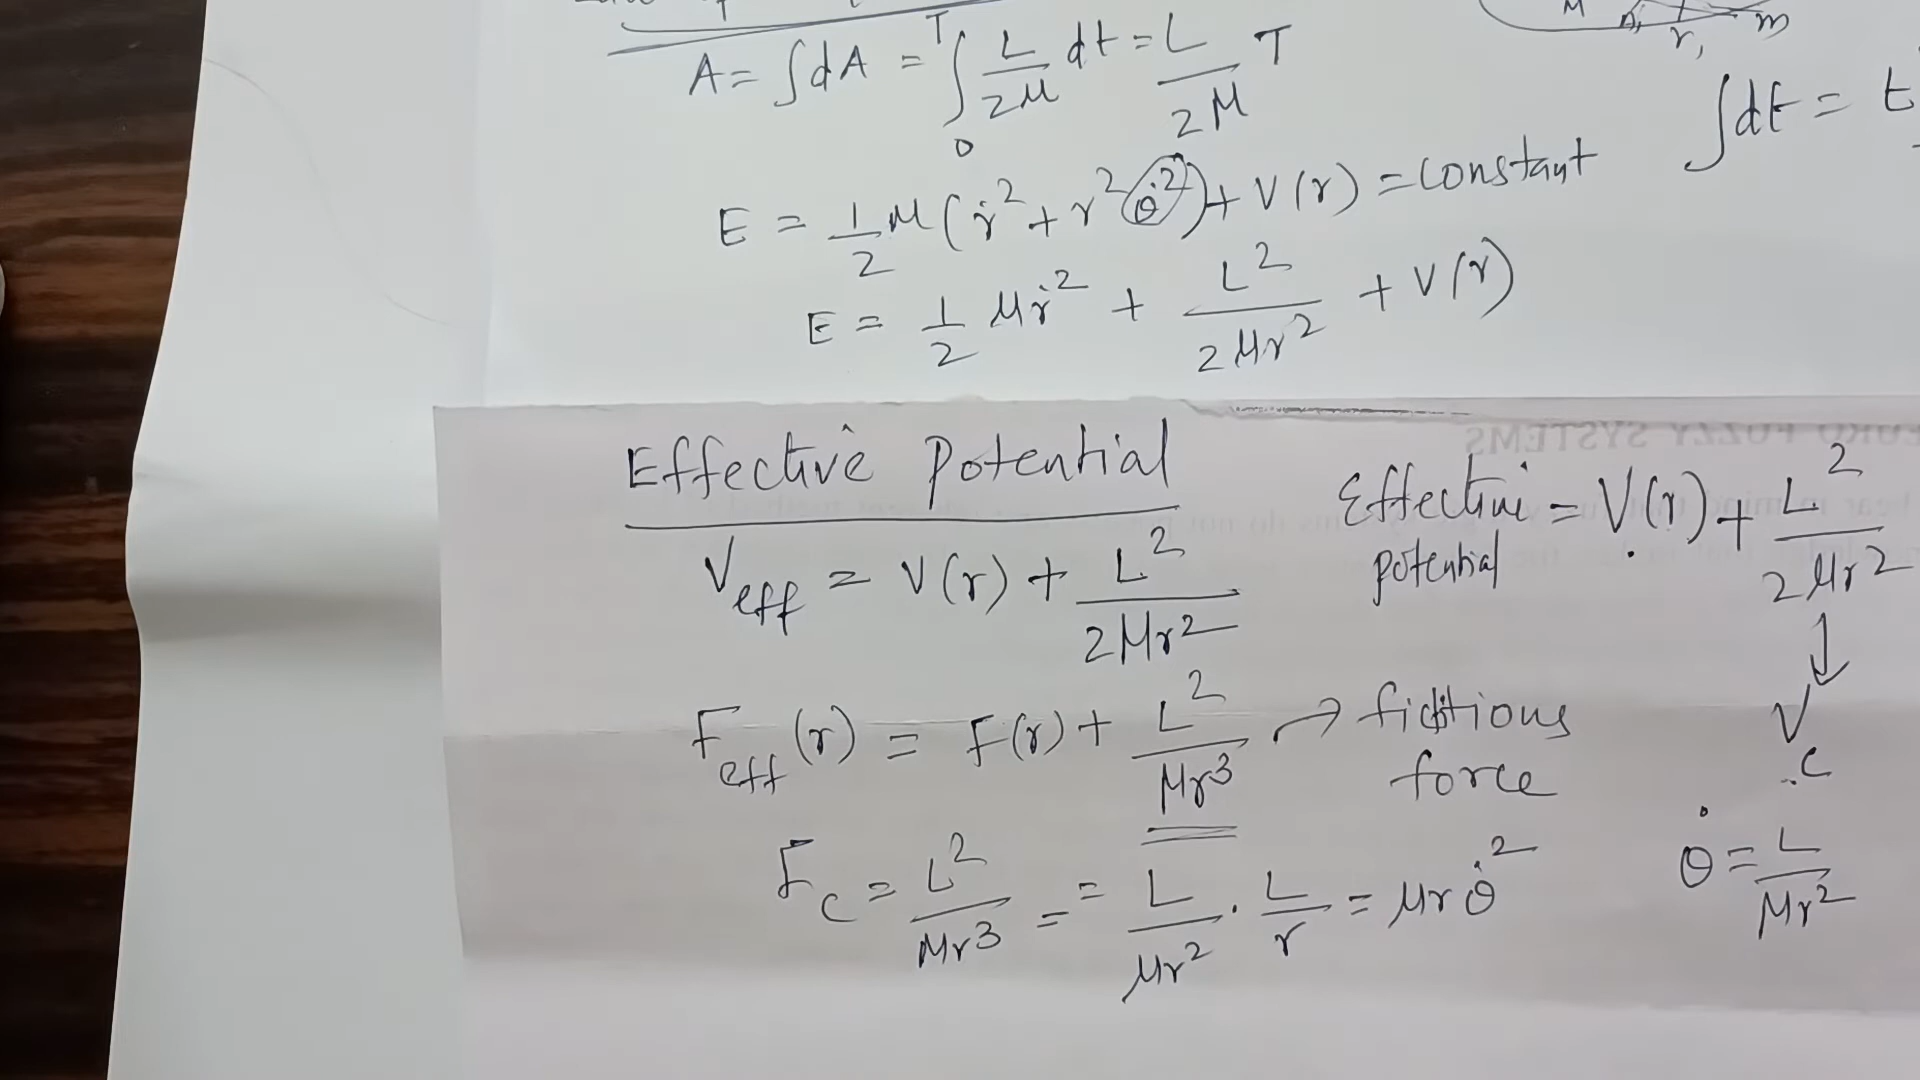 A = ∫dA = ∫₀ᵀ L/2μ dt = L/2μ T
∫dt = t
M
m
r₁
E = 1/2 μ(ṙ² + r² θ̇²) + V(r) = constant
E = 1/2 μṙ² + L²/2μr² + V(r)
Effective Potential
V_eff = V(r) + L²/2μr²
Effective potential = V(r) + L²/2μr²
↓
V_c
F_eff(r) = F(r) + L²/μr³ → fictitious force
F_c = L²/μr³ = = L/μr² · L/r = μrθ̇²
θ̇ = L/μr²